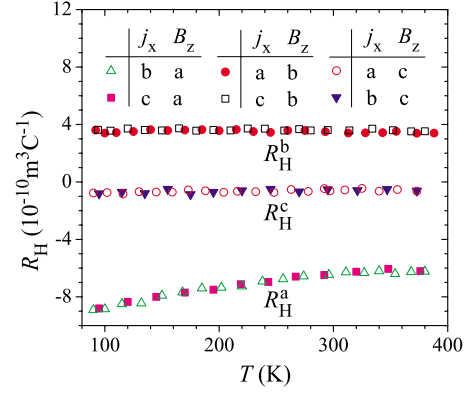 12
8
4
0
-4
-8
R_H (10^-10 m^3 C^-1)
j_x B_z j_x B_z j_x B_z
b a a b a c
c a c b b c
R_H^b
R_H^c
R_H^a
100 200 300 400
T (K)